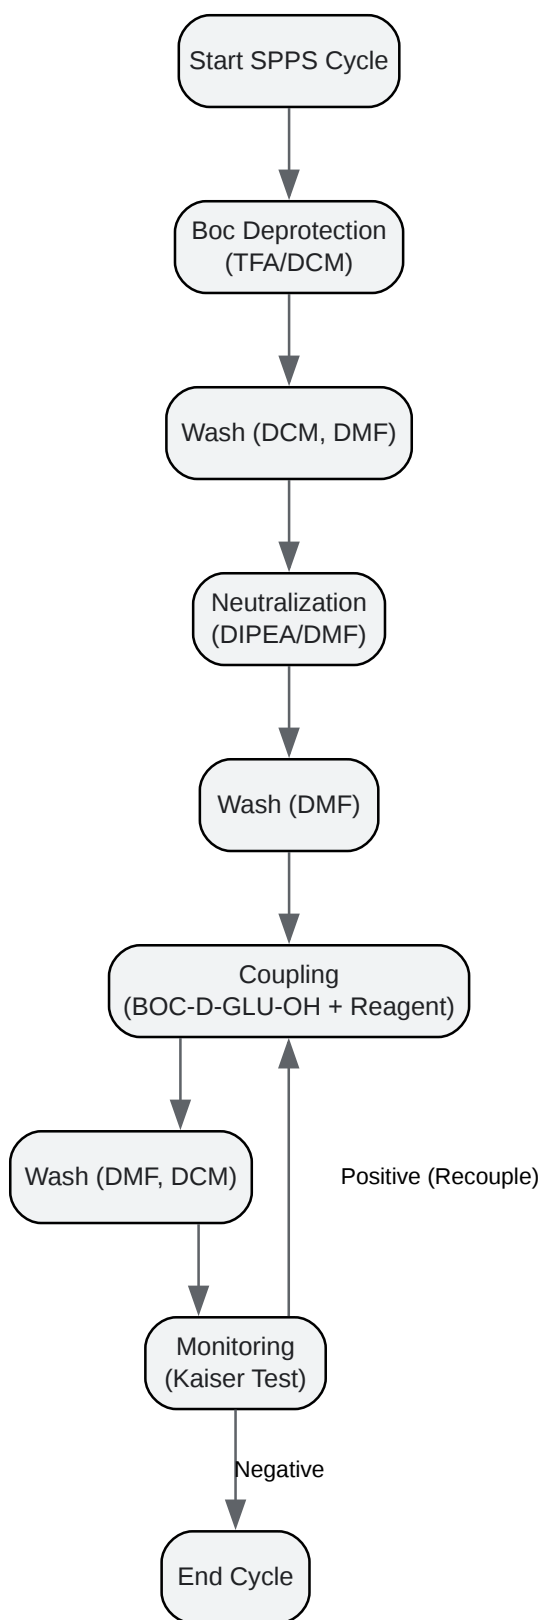 Start SPPS Cycle
Boc Deprotection
(TFA/DCM)
Wash (DCM, DMF)
Neutralization
(DIPEA/DMF)
Wash (DMF)
Coupling
(BOC-D-GLU-OH + Reagent)
Wash (DMF, DCM)
Positive (Recouple)
Monitoring
(Kaiser Test)
Negative
End Cycle